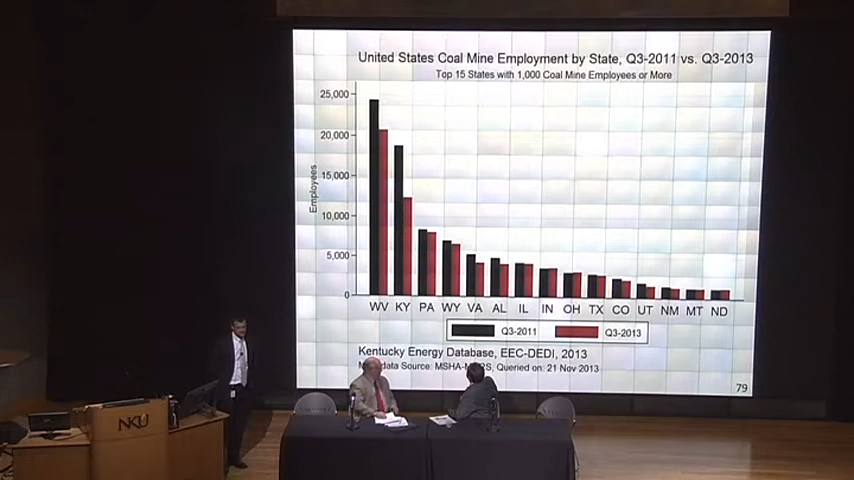 United States Coal Mine Employment by State, Q3-2011 vs. Q3-2013
Top 15 States with 1,000 Coal Mine Employees or More
Employees
25,000
20,000
15,000
10,000
5,000
0
WV KY PA WY VA AL IL IN OH TX CO UT NM MT ND
Q3-2011 Q3-2013
Kentucky Energy Database, EEC-DEDI, 2013
data Source: Queried on: 21 Nov 2013
79
NKU